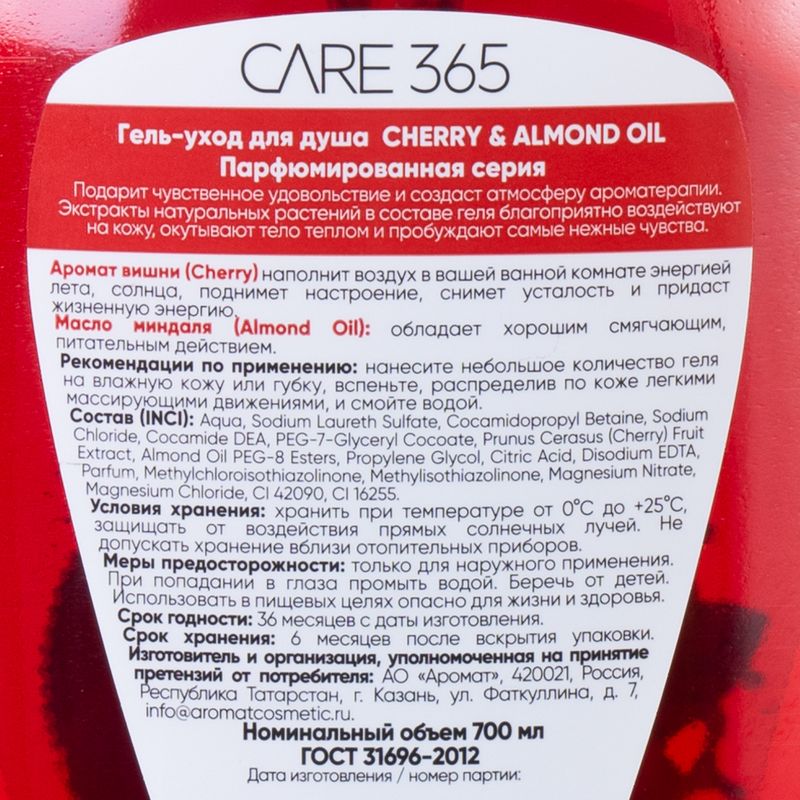 CARE 365
Гель-уход для душа CHERRY & ALMOND OIL
Парфюмированная серия
Подарит чувственное удовольствие и создаст атмосферу ароматерапии.
Экстракты натуральных растений в составе геля благоприятно воздействуют
на кожу, окутывают тело теплом и пробуждают самые нежные чувства.
Аромат вишни (Cherry) наполнит воздух в вашей ванной комнате энергией
лета, солнца, поднимет настроение, снимет усталость и придаст
жизненную энергию.
Масло миндаля (Almond Oil): обладает хорошим смягчающим,
питательным действием.
Рекомендации по применению: нанесите небольшое количество геля
на влажную кожу или губку, вспеньте, распределив по коже легкими
массирующими движениями, и смойте водой.
Состав (INCI): Aqua, Sodium Laureth Sulfate, Cocamidopropyl Betaine, Sodium
Chloride, Cocamide DEA, PEG-7-Glyceryl Cocoate, Prunus Cerasus (Cherry) Fruit
Extract, Almond Oil PEG-8 Esters, Propylene Glycol, Citric Acid, Disodium EDTA,
Parfum, Methylchloroisothiazolinone, Methylisothiazolinone, Magnesium Nitrate,
Magnesium Chloride, CI 42090, CI 16255.
Условия хранения: хранить при температуре от 0°С до +25°С,
защищать от воздействия прямых солнечных лучей. Не
допускать хранение вблизи отопительных приборов.
Меры предосторожности: только для наружного применения.
При попадании в глаза промыть водой. Беречь от детей.
Использовать в пищевых целях опасно для жизни и здоровья.
Срок годности: 36 месяцев с даты изготовления.
Срок хранения: 6 месяцев после вскрытия упаковки.
Изготовитель и организация, уполномоченная на принятие
претензий от потребителя: АО «Аромат», 420021, Россия,
Республика Татарстан, г. Казань, ул. Фаткуллина, д. 7,
info@aromatcosmetic.ru.
Номинальный объем 700 мл
ГОСТ 31696-2012
Дата изготовления / номер партии: